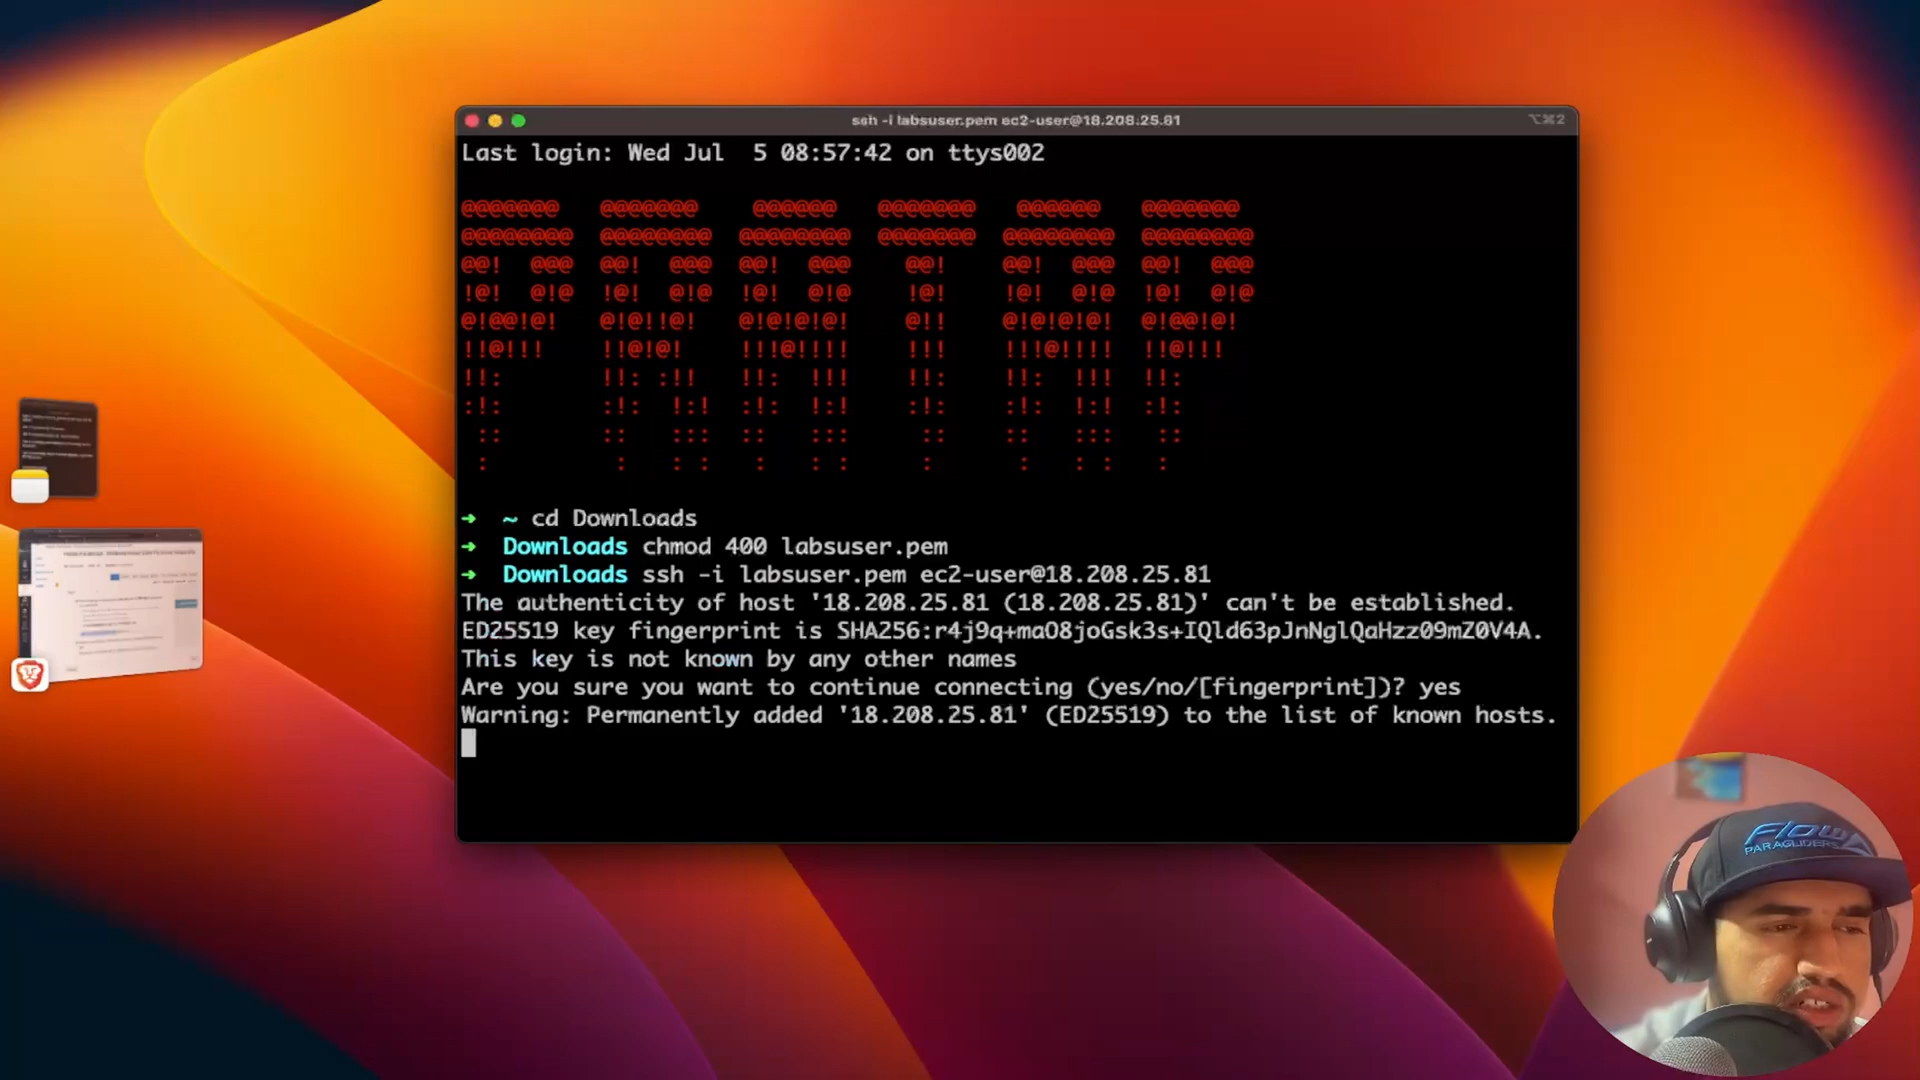 ssh -i labsuser.pem ec2-user@18.208.25.81
⌥⌘2
Last login: Wed Jul  5 08:57:42 on ttys002
@@@@@@@   @@@@@@@    @@@@@@   @@@@@@@   @@@@@@   @@@@@@@
@@@@@@@@  @@@@@@@@  @@@@@@@@  @@@@@@@  @@@@@@@@  @@@@@@@@
@@!  @@@  @@!  @@@  @@!  @@@    @@!    @@!  @@@  @@!  @@@
!@!  @!@  !@!  @!@  !@!  @!@    !@!    !@!  @!@  !@!  @!@
@!@@!@!   @!@!!@!   @!@!@!@!    @!!    @!@!@!@!  @!@@!@!
!!@!!!    !!@!@!    !!!@!!!!    !!!    !!!@!!!!  !!@!!!
!!:       !!: :!!   !!:  !!!    !!:    !!:  !!!  !!:
:!:       :!:  !:!  :!:  !:!    :!:    :!:  !:!  :!:
 ::       ::   :::  ::   :::     ::    ::   :::   ::
 :         :   : :   :   : :     :      :   : :   :
➜  ~ cd Downloads
➜  Downloads chmod 400 labsuser.pem
➜  Downloads ssh -i labsuser.pem ec2-user@18.208.25.81
The authenticity of host '18.208.25.81 (18.208.25.81)' can't be established.
ED25519 key fingerprint is SHA256:r4j9q+maO8joGsk3s+IQld63pJnNglQaHzz09mZ0V4A.
This key is not known by any other names
Are you sure you want to continue connecting (yes/no/[fingerprint])? yes
Warning: Permanently added '18.208.25.81' (ED25519) to the list of known hosts.
Flow
PARAGLIDERS